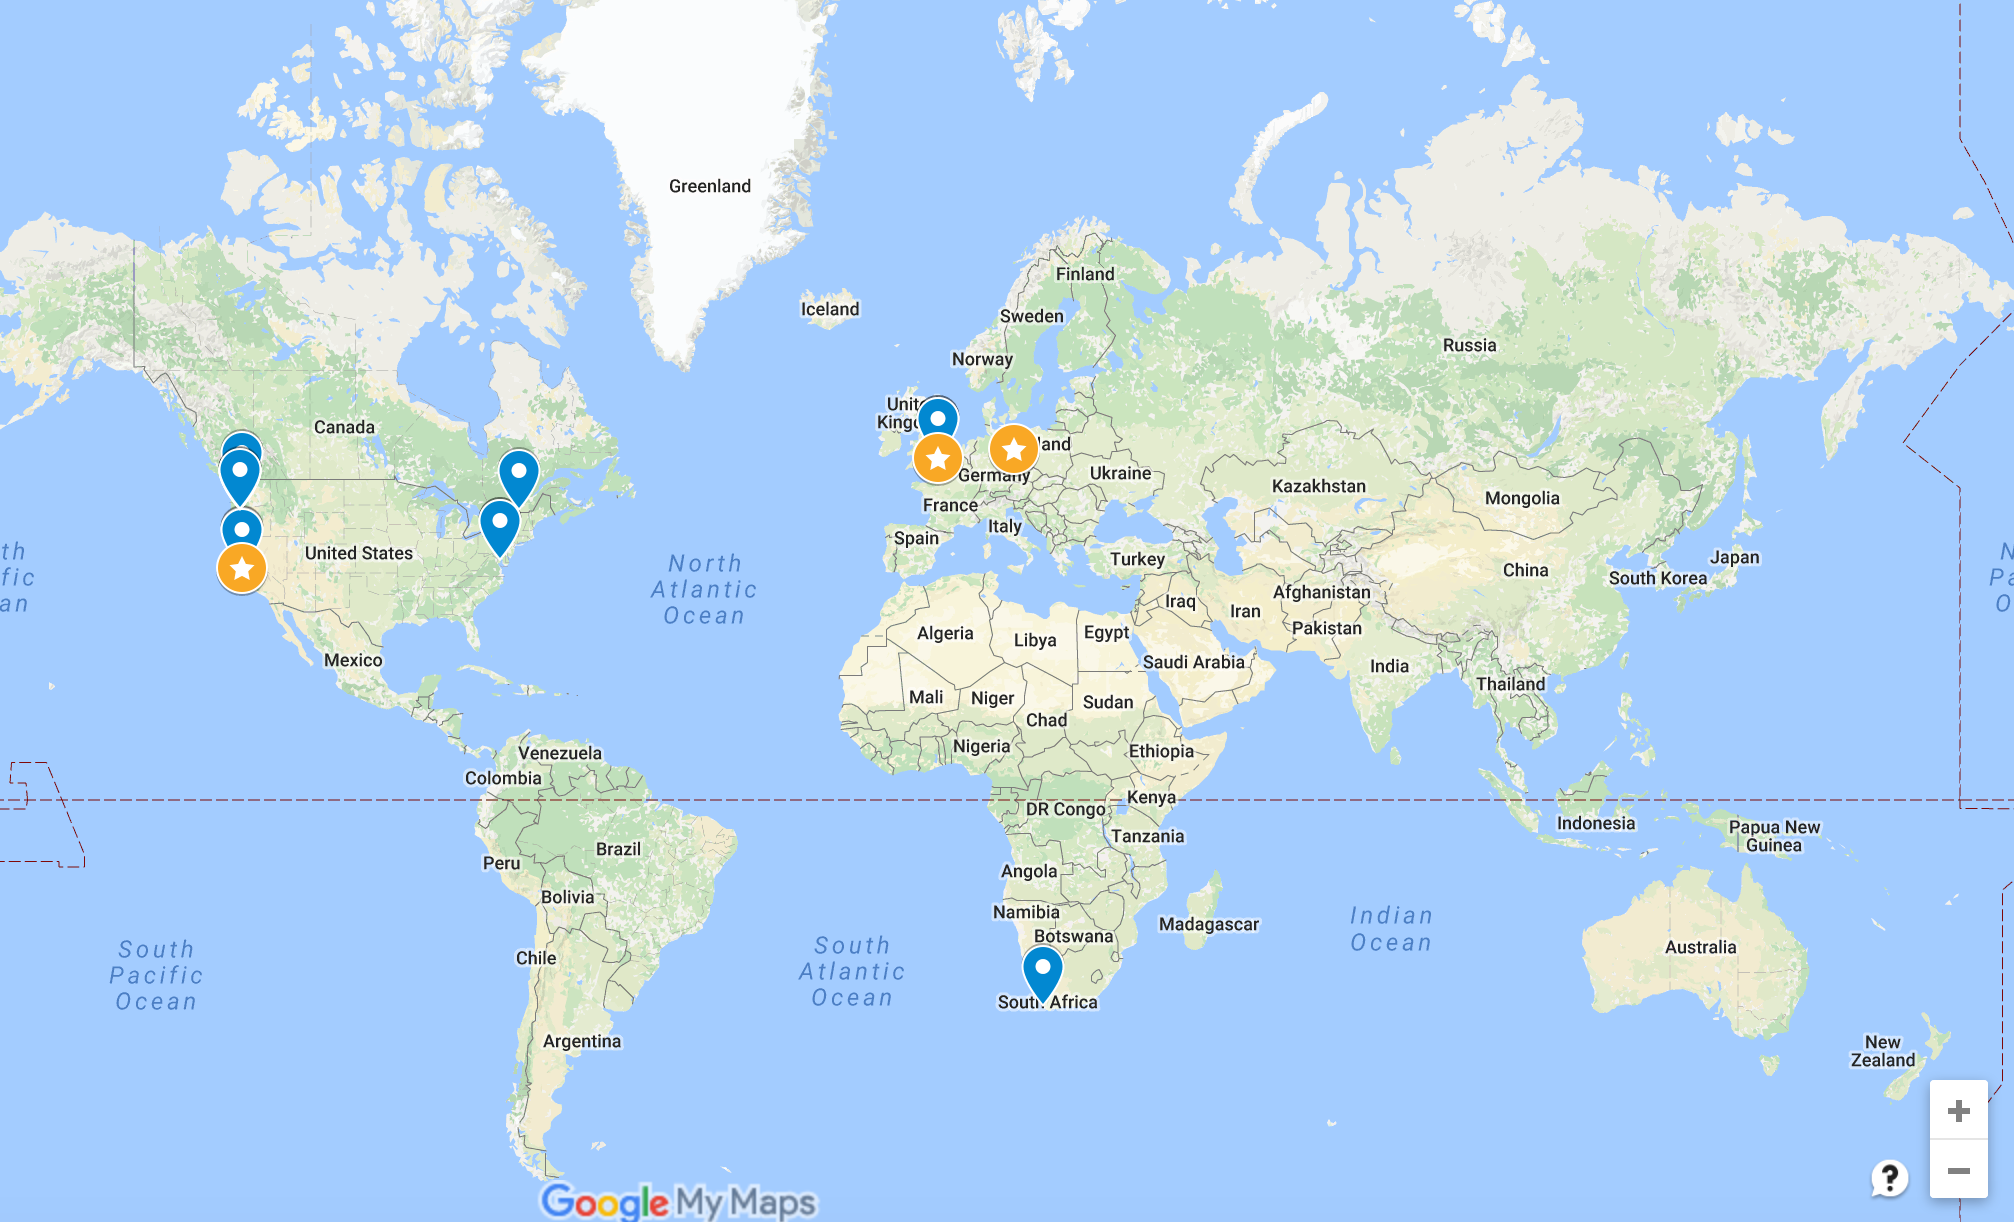 Greenland
Finland
Iceland
Sweden
Russia
Norway
Unite
Kingd
Canada
land
Germany
Ukraine
Kazakhstan
Mongolia
France
Italy
Spain
United States
Turkey
Japan
China
South Korea
North
Atlantic
Ocean
th
fic
an
N
Pa
O
Afghanistan
Iraq
Iran
Pakistan
Algeria
Libya
Egypt
Mexico
Saudi Arabia
India
Thailand
Mali
Niger
Sudan
Chad
Nigeria
Ethiopia
Venezuela
Colombia
Kenya
DR Congo
Tanzania
Indonesia
Papua New
Guinea
Peru
Brazil
Angola
Bolivia
Namibia
Botswana
Madagascar
Indian
Ocean
Australia
South
Pacific
Ocean
Chile
South
Atlantic
Ocean
South Africa
Argentina
New
Zealand
Google My Maps
+
−
?